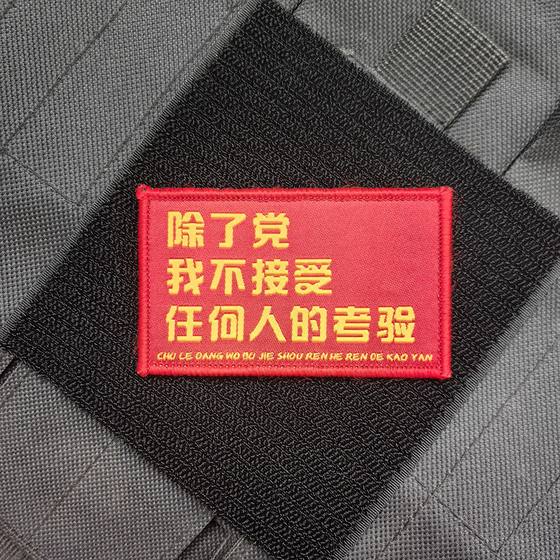 除了党
我不接受
任何人的考验
CHU LE DANG WO BU JIE SHOU REN HE REN DE KAO YAN